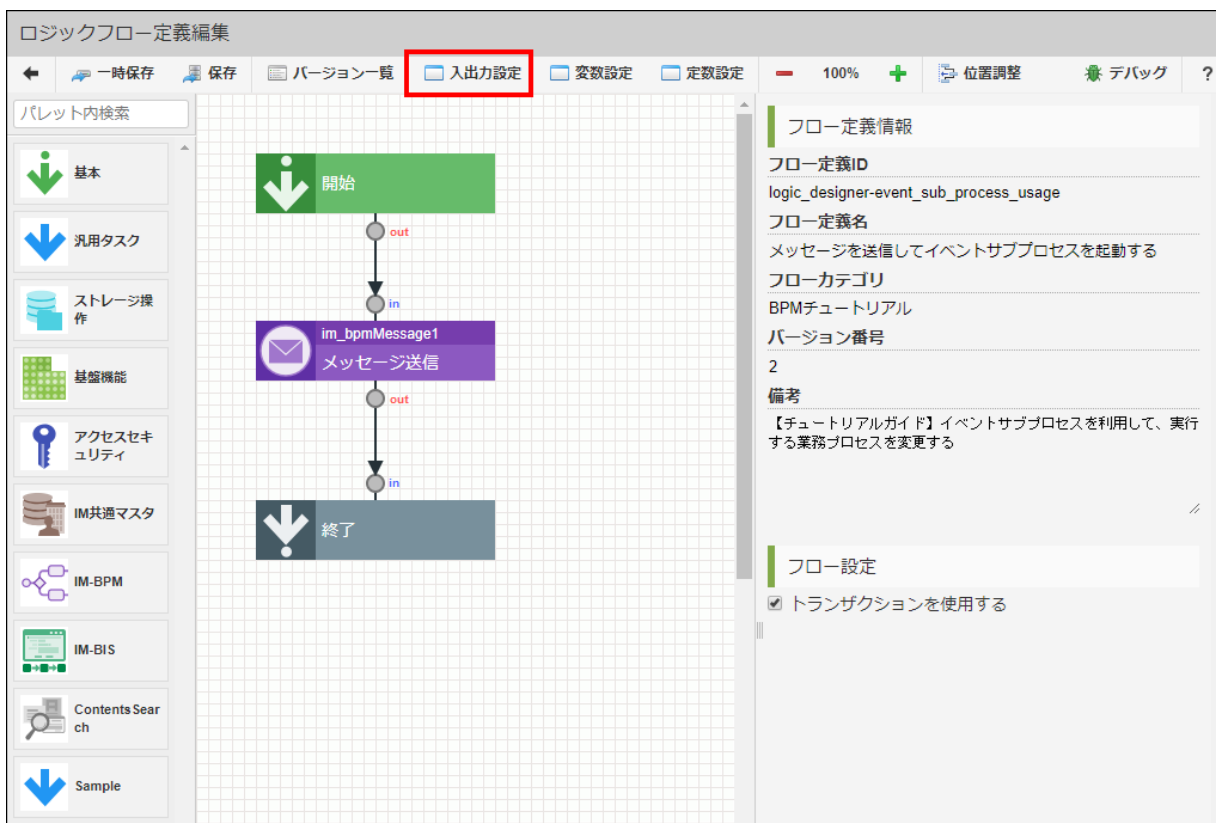 ロジックフロー定義編集
一時保存 保存 バージョン一覧 入出力設定 変数設定 定数設定 100% 位置調整 デバッグ ?
パレット内検索
基本
汎用タスク
ストレージ操
作
基盤機能
アクセスセキ
ュリティ
IM共通マスタ
IM-BPM
IM-BIS
ContentsSear
ch
Sample
開始
out
in
im_bpmMessage1
メッセージ送信
out
in
終了
フロー定義情報
フロー定義ID
logic_designer-event_sub_process_usage
フロー定義名
メッセージを送信してイベントサブプロセスを起動する
フローカテゴリ
BPMチュートリアル
バージョン番号
2
備考
【チュートリアルガイド】イベントサブプロセスを利用して、実行
する業務プロセスを変更する
フロー設定
トランザクションを使用する